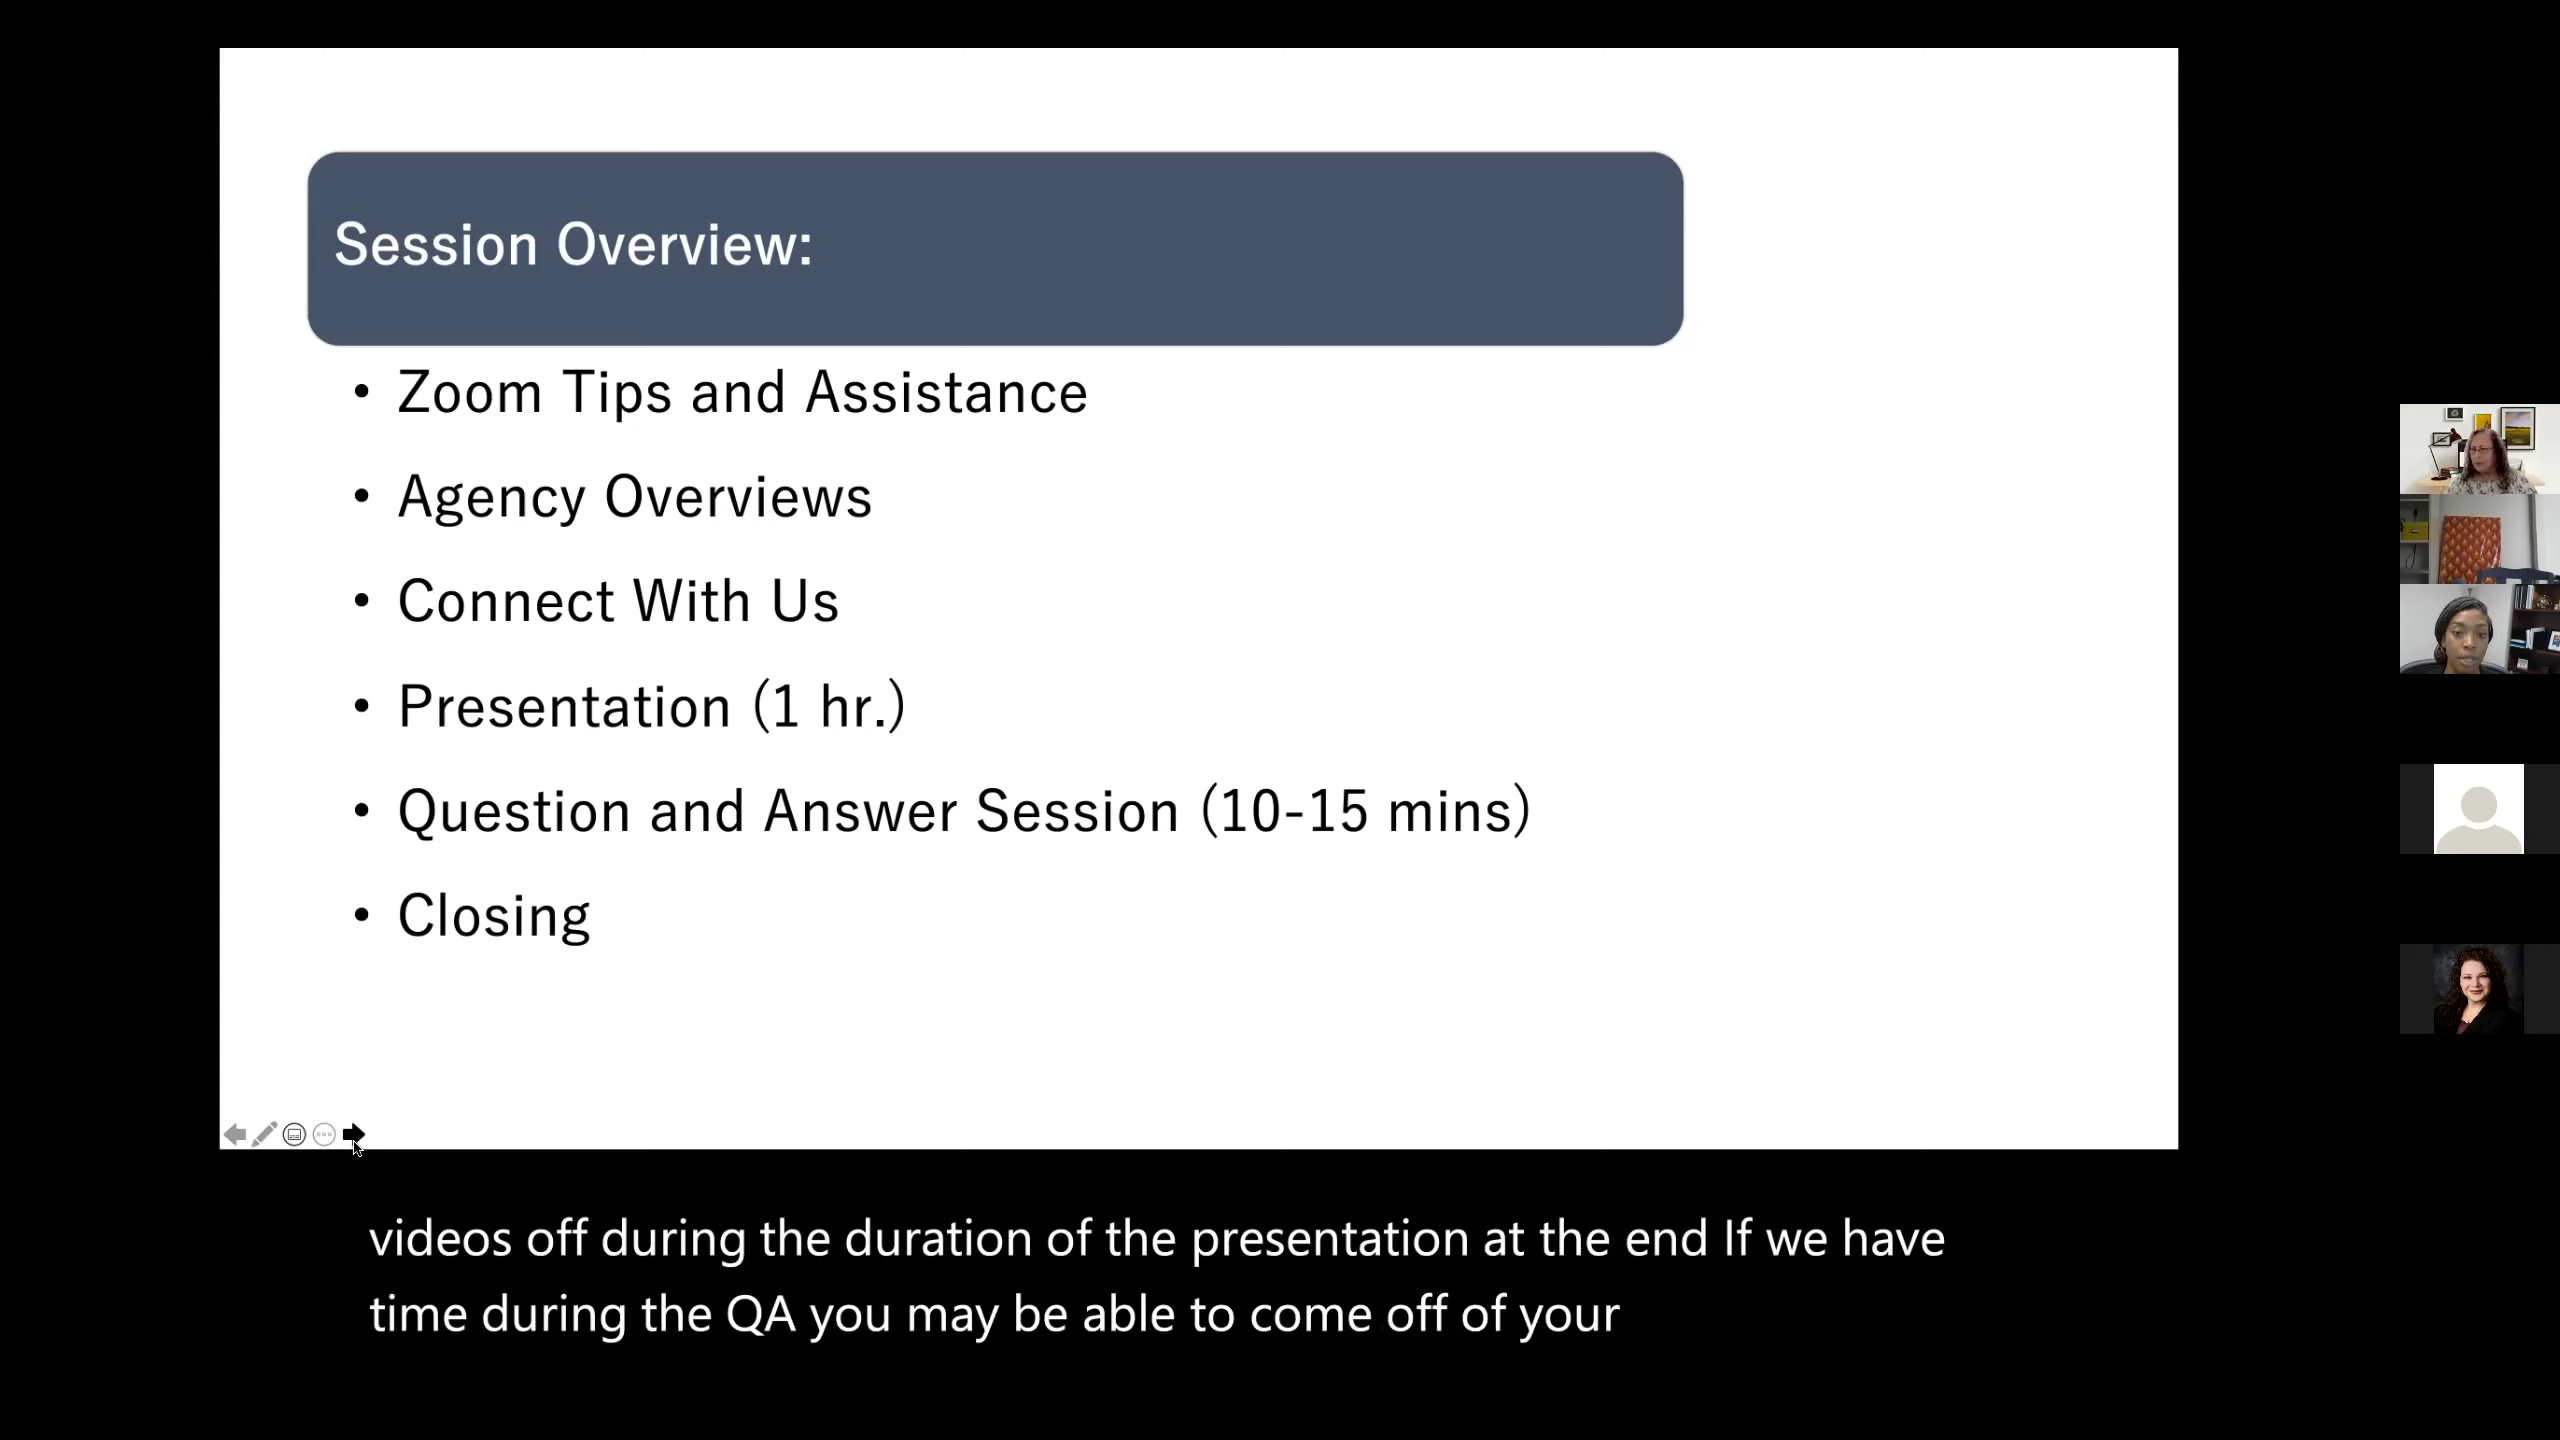 Session Overview:
• Zoom Tips and Assistance
• Agency Overviews
• Connect With Us
• Presentation (1 hr.)
• Question and Answer Session (10-15 mins)
• Closing
videos off during the duration of the presentation at the end If we have
time during the QA you may be able to come off of your